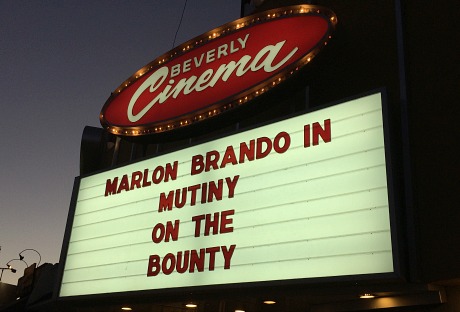 BEVERLY
Cinema
MARLON BRANDO IN
MUTINY
ON THE
BOUNTY